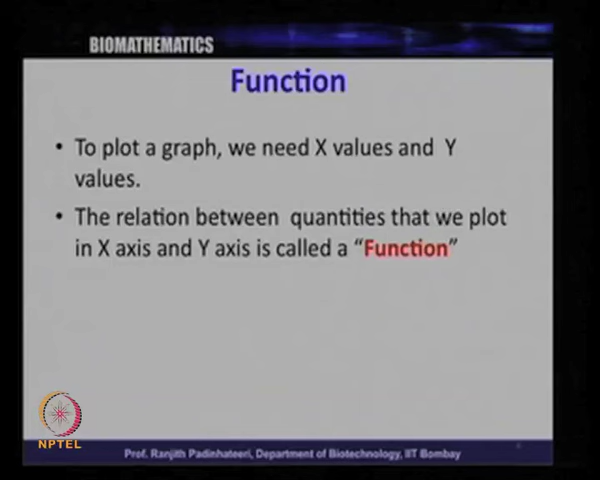 BIOMATHEMATICS
Function
• To plot a graph, we need X values and Y
values.
• The relation between quantities that we plot
in X axis and Y axis is called a “Function”
NPTEL
Prof. Ranjith Padinhateeri, Department of Biotechnology, IIT Bombay